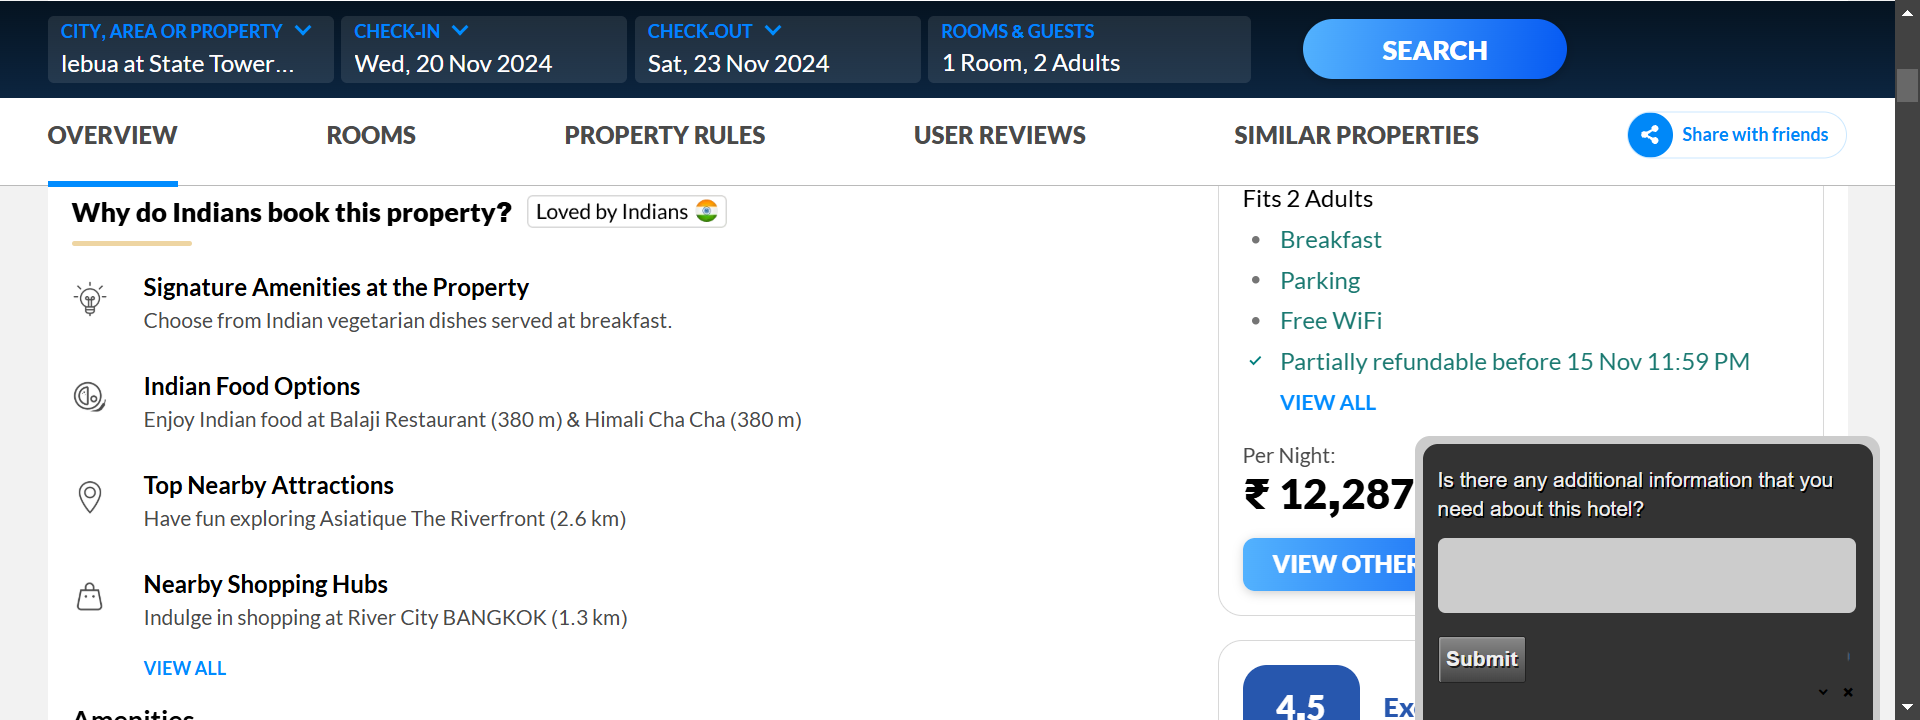 CITY, AREA OR PROPERTY
lebua at State Tower...
CHECK-IN
Wed, 20 Nov 2024
CHECK-OUT
Sat, 23 Nov 2024
ROOMS & GUESTS
1 Room, 2 Adults
SEARCH
OVERVIEW
ROOMS
PROPERTY RULES
USER REVIEWS
SIMILAR PROPERTIES
Share with friends
Why do Indians book this property?
Loved by Indians
Signature Amenities at the Property
Choose from Indian vegetarian dishes served at breakfast.
Indian Food Options
Enjoy Indian food at Balaji Restaurant (380 m) & Himali Cha Cha (380 m)
Top Nearby Attractions
Have fun exploring Asiatique The Riverfront (2.6 km)
Nearby Shopping Hubs
Indulge in shopping at River City BANGKOK (1.3 km)
VIEW ALL
Amenities
Fits 2 Adults
Breakfast
Parking
Free WiFi
Partially refundable before 15 Nov 11:59 PM
VIEW ALL
Per Night:
₹ 12,287
VIEW OTHER
4.5
Is there any additional information that you
need about this hotel?
Submit